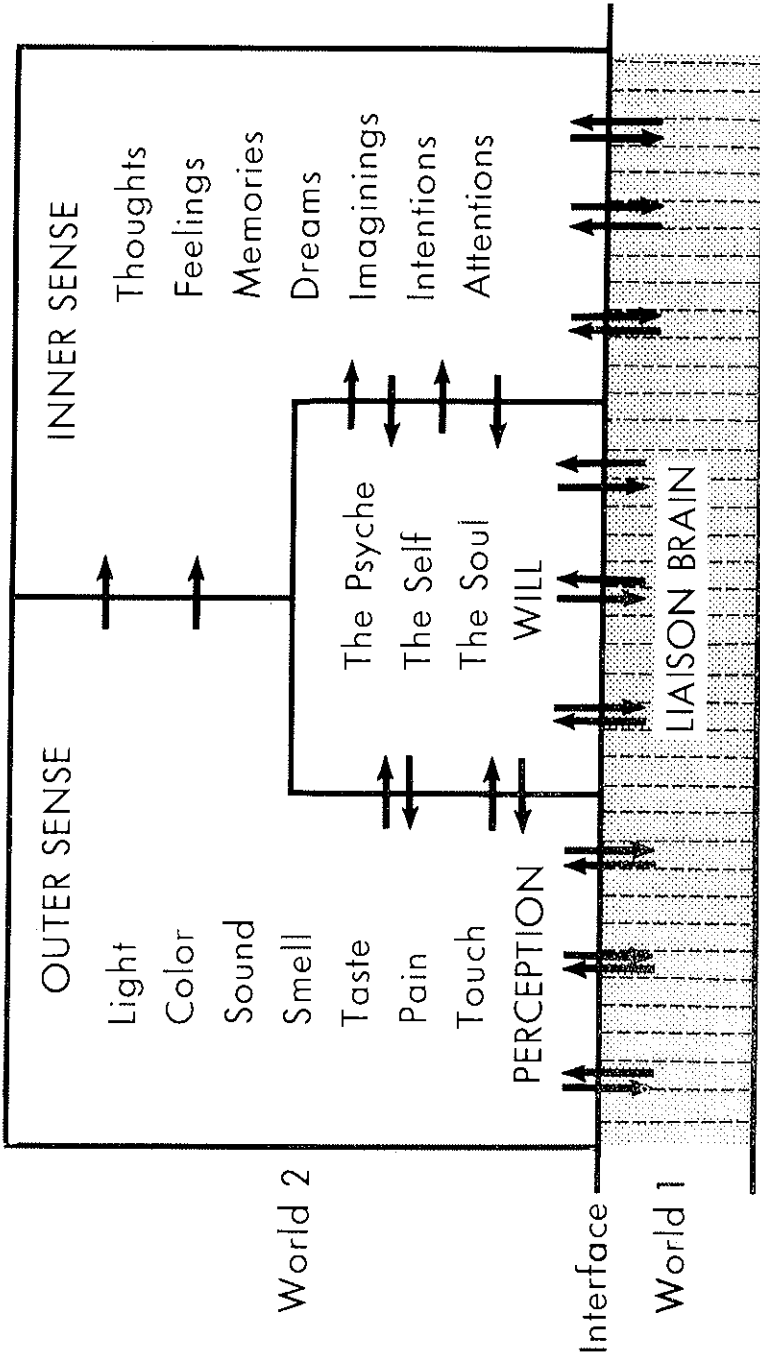 World 2
OUTER SENSE
Light
Color
Sound
Smell
Taste
Pain
Touch
PERCEPTION
The Psyche
The Self
The Soul
WILL
INNER SENSE
Thoughts
Feelings
Memories
Dreams
Imaginings
Intentions
Attentions
Interface
World 1
LIAISON BRAIN